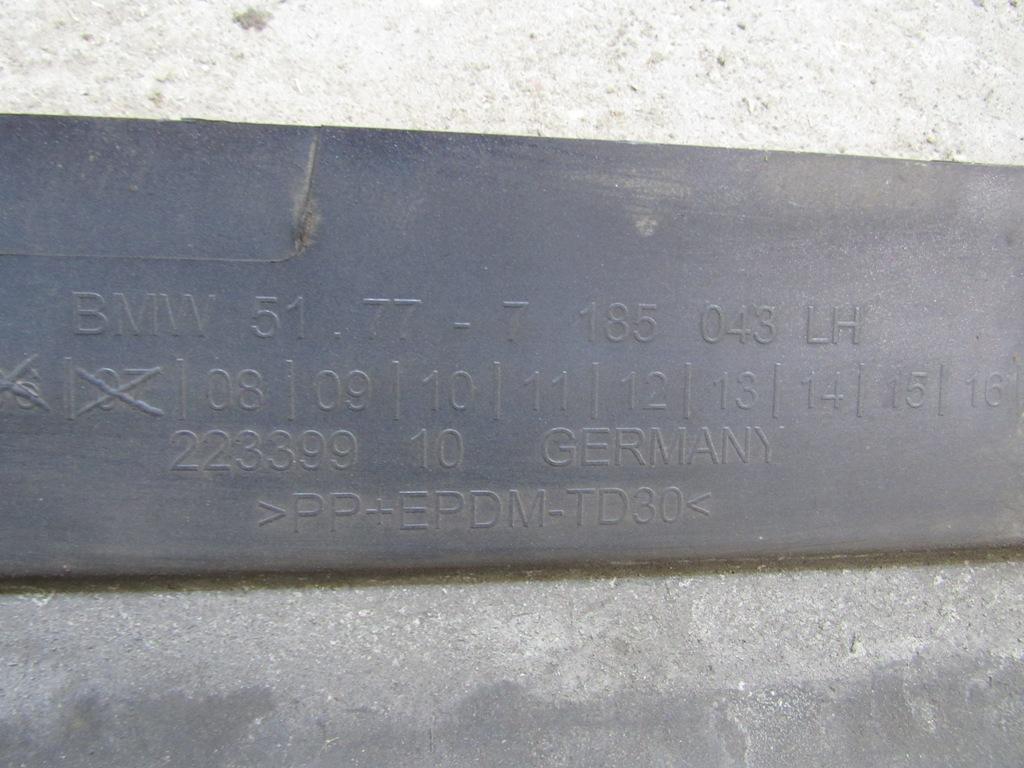 BMW 51.77 - 7 185 043 LH
07 | 08 | 09 | 10 | 11 | 12 | 13 | 14 | 15 | 16
223399 10 GERMANY
>PP+EPDM-TD30<